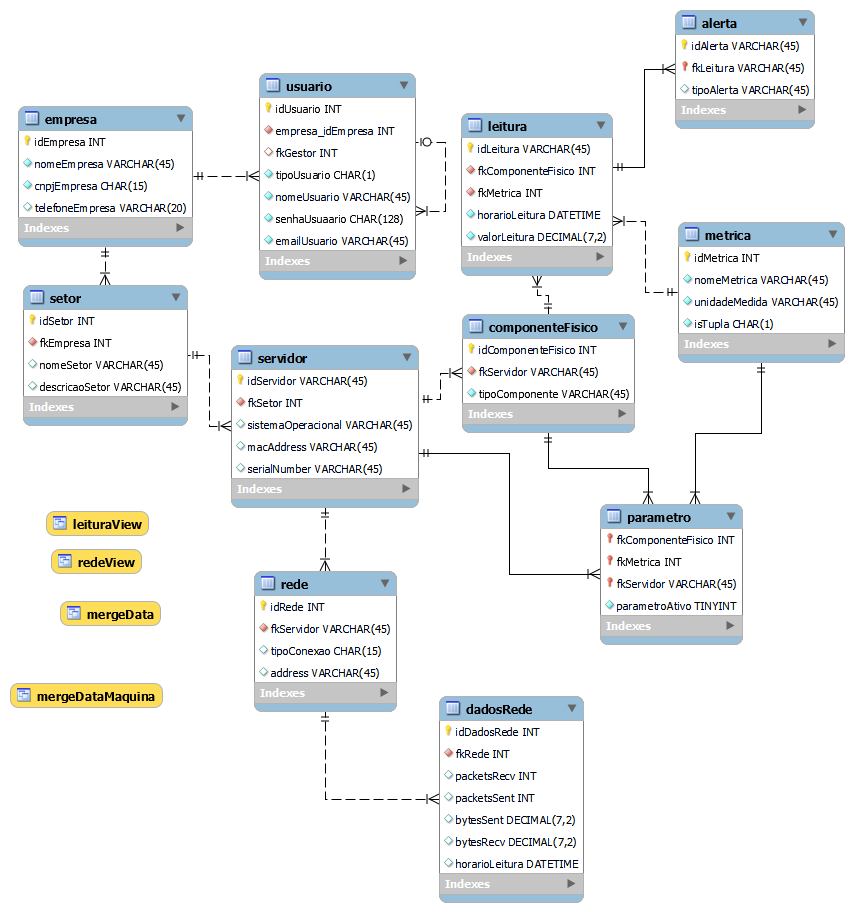 empresa
idEmpresa INT
nomeEmpresa VARCHAR(45)
cnpjEmpresa CHAR(15)
telefoneEmpresa VARCHAR(20)
Indexes
usuario
idUsuario INT
empresa_idEmpresa INT
fkGestor INT
tipoUsuario CHAR(1)
nomeUsuario VARCHAR(45)
senhaUsuaario CHAR(128)
emailUsuario VARCHAR(45)
Indexes
leitura
idLeitura VARCHAR(45)
fkComponenteFisico INT
fkMetrica INT
horarioLeitura DATETIME
valorLeitura DECIMAL(7,2)
Indexes
alerta
idAlerta VARCHAR(45)
fkLeitura VARCHAR(45)
tipoAlerta VARCHAR(45)
Indexes
metrica
idMetrica INT
nomeMetrica VARCHAR(45)
unidadeMedida VARCHAR(45)
isTupla CHAR(1)
Indexes
setor
idSetor INT
fkEmpresa INT
nomeSetor VARCHAR(45)
descricaoSetor VARCHAR(45)
Indexes
servidor
idServidor VARCHAR(45)
fkSetor INT
sistemaOperacional VARCHAR(45)
macAddress VARCHAR(45)
serialNumber VARCHAR(45)
Indexes
componenteFisico
idComponenteFisico INT
fkServidor VARCHAR(45)
tipoComponente VARCHAR(45)
Indexes
parametro
fkComponenteFisico INT
fkMetrica INT
fkServidor VARCHAR(45)
parametroAtivo TINYINT
Indexes
leituraView
redeView
mergeData
mergeDataMaquina
rede
idRede INT
fkServidor VARCHAR(45)
tipoConexao CHAR(15)
address VARCHAR(45)
Indexes
dadosRede
idDadosRede INT
fkRede INT
packetsRecv INT
packetsSent INT
bytesSent DECIMAL(7,2)
bytesRecv DECIMAL(7,2)
horarioLeitura DATETIME
Indexes